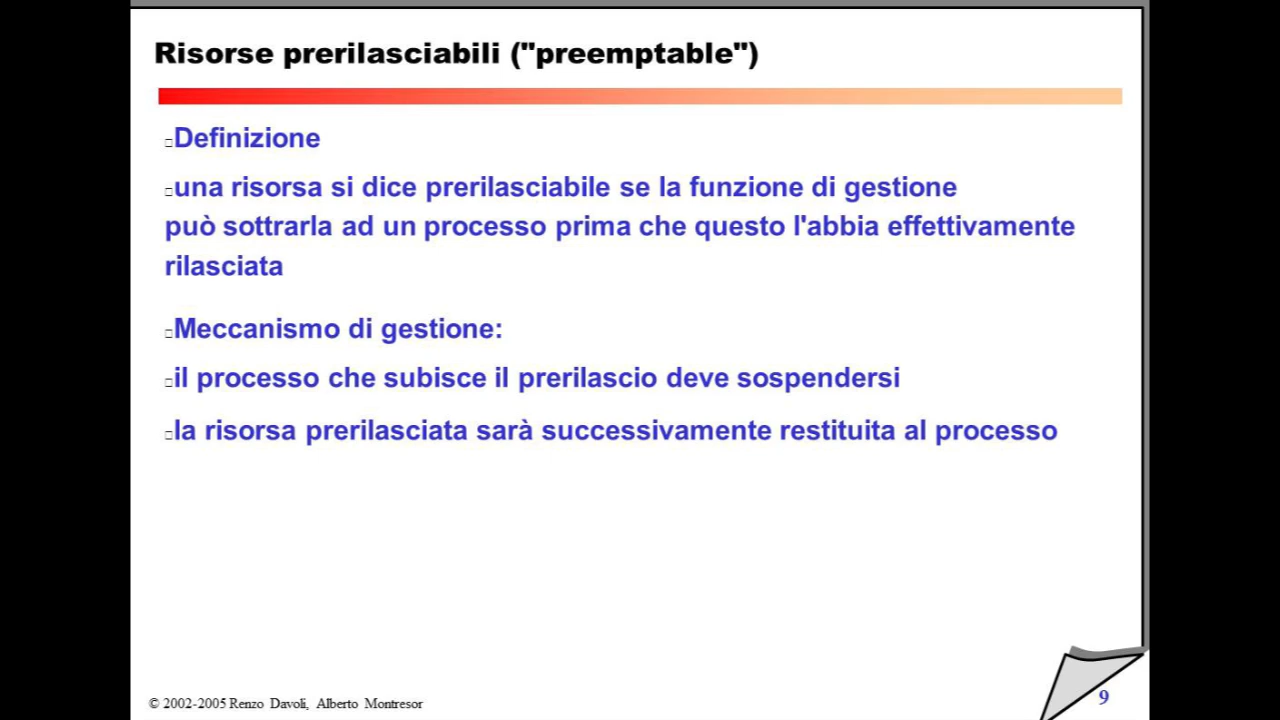 Risorse prerilasciabili ("preemptable")
Definizione
una risorsa si dice prerilasciabile se la funzione di gestione
può sottrarla ad un processo prima che questo l'abbia effettivamente
rilasciata
Meccanismo di gestione:
il processo che subisce il prerilascio deve sospendersi
la risorsa prerilasciata sarà successivamente restituita al processo
© 2002-2005 Renzo Davoli, Alberto Montresor
9